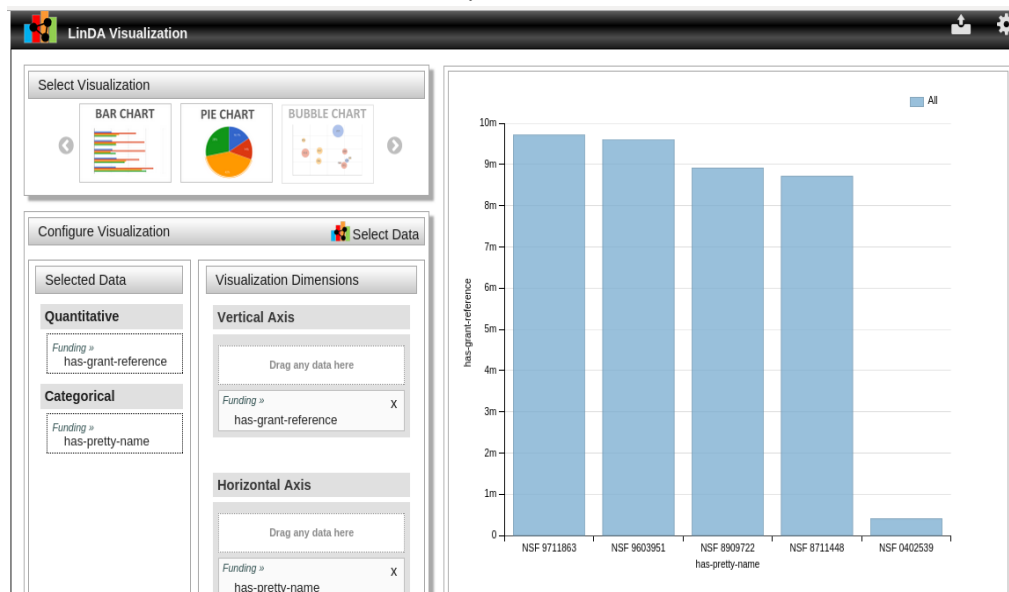 LinDA Visualization
Select Visualization
BAR CHART
PIE CHART
BUBBLE CHART
Configure Visualization
Select Data
Selected Data
Quantitative
Funding »
has-grant-reference
Categorical
Funding »
has-pretty-name
Visualization Dimensions
Vertical Axis
Drag any data here
Funding »
X
has-grant-reference
Horizontal Axis
Drag any data here
Funding »
X
has-pretty-name
All
10m
9m
8m
7m
6m
5m
4m
3m
2m
1m
0
has-grant-reference
NSF 9711863
NSF 9603951
NSF 8909722
NSF 8711448
NSF 0402539
has-pretty-name